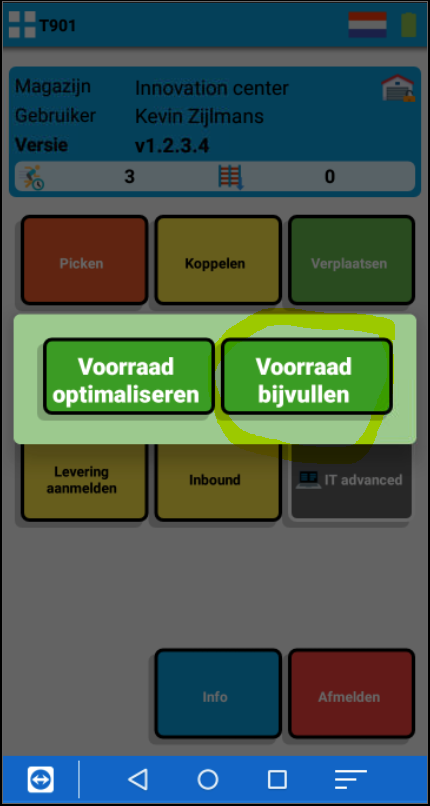 T901
Magazijn Innovation center
Gebruiker Kevin Zijlmans
Versie v1.2.3.4
3 0
Picken Koppelen Verplaatsen
Voorraad optimaliseren
Voorraad bijvullen
Levering aanmelden
Inbound
IT advanced
Info Afmelden